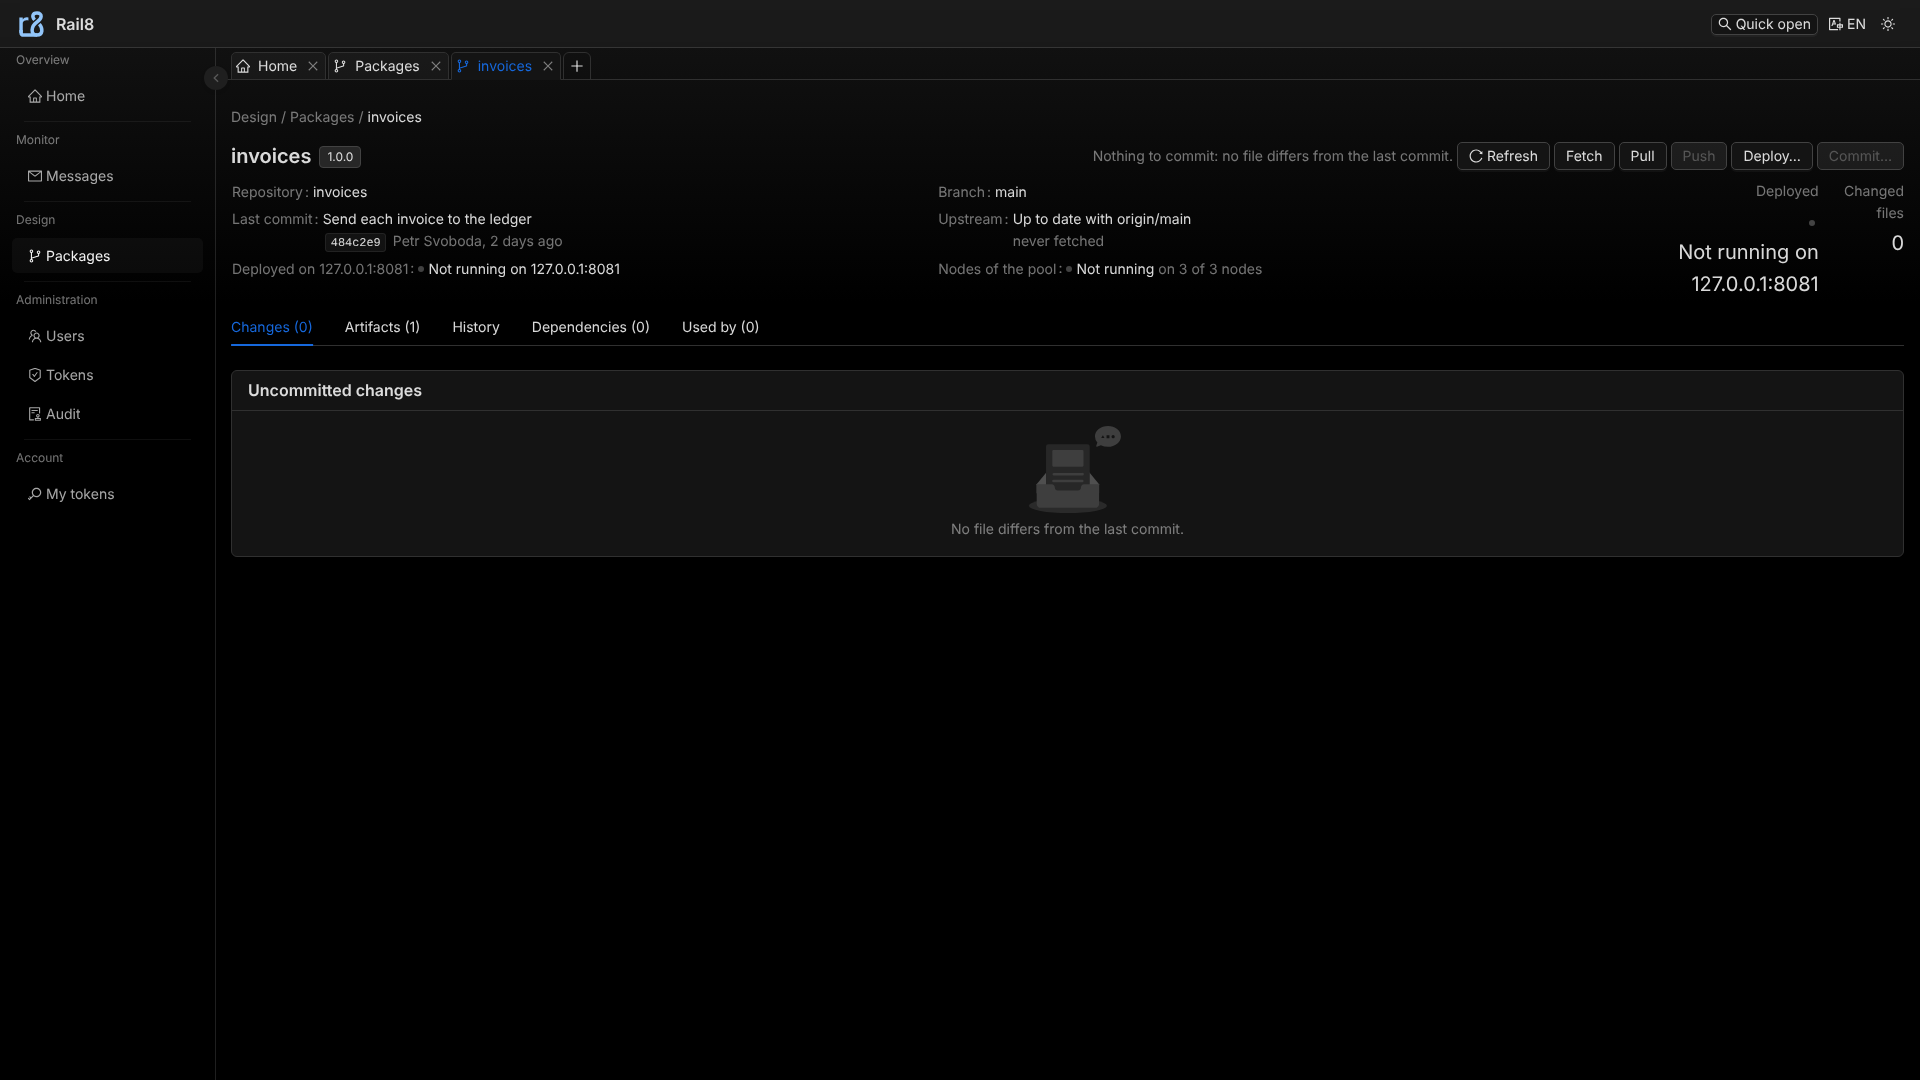 Rail8
Quick open
EN
Overview
Home
Monitor
Messages
Design
Packages
Administration
Users
Tokens
Audit
Account
My tokens
Home
Packages
invoices
Design / Packages / invoices
invoices 1.0.0
Nothing to commit: no file differs from the last commit.
Refresh
Fetch
Pull
Push
Deploy...
Commit...
Repository: invoices
Branch: main
Last commit: Send each invoice to the ledger
484c2e9 Petr Svoboda, 2 days ago
Upstream: Up to date with origin/main
never fetched
Deployed on 127.0.0.1:8081: Not running on 127.0.0.1:8081
Nodes of the pool: Not running on 3 of 3 nodes
Deployed
Not running on
127.0.0.1:8081
Changed
files
0
Changes (0)
Artifacts (1)
History
Dependencies (0)
Used by (0)
Uncommitted changes
No file differs from the last commit.